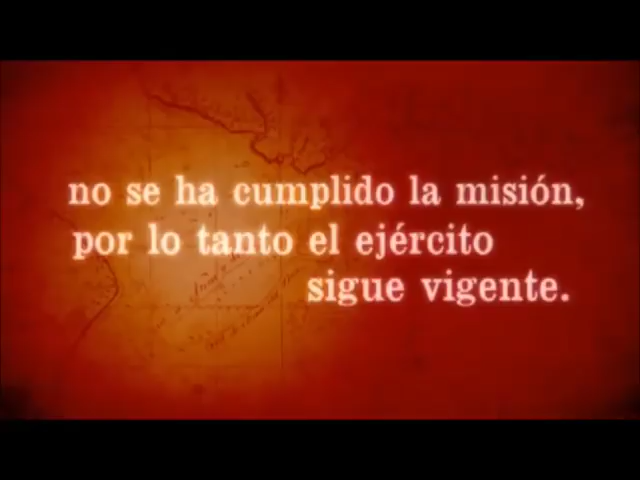 no se ha cumplido la misión,
por lo tanto el ejército
sigue vigente.